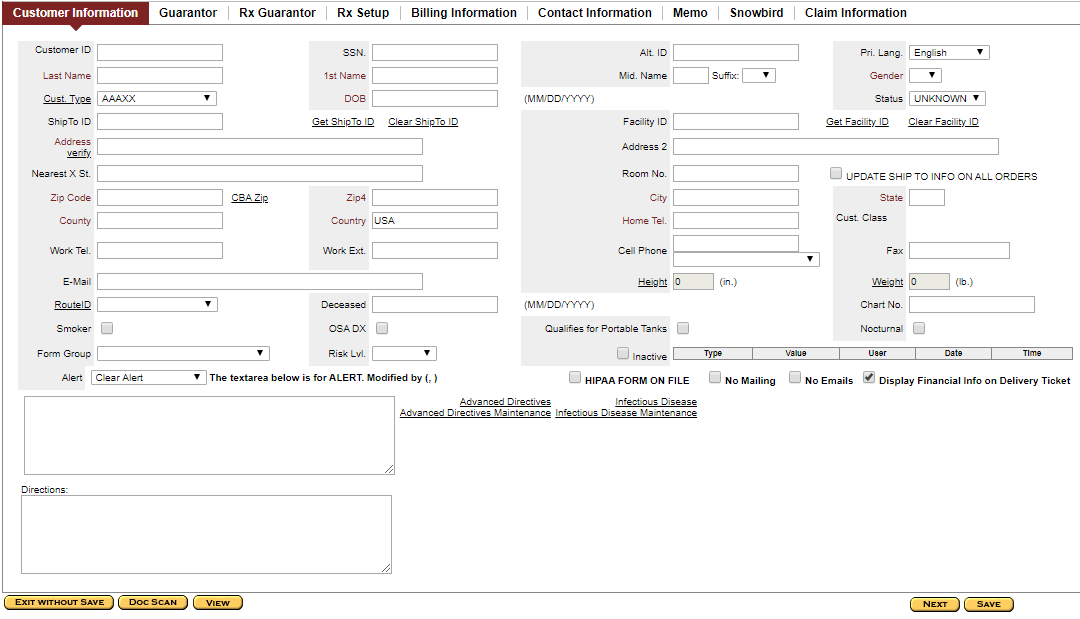 Customer Information Guarantor Rx Guarantor Rx Setup Billing Information Contact Information Memo Snowbird Claim Information
Customer ID SSN. Alt. ID Pri. Lang. English
Last Name 1st Name Mid. Name Suffix: Gender
Cust. Type AAAXX DOB (MM/DD/YYYY) Status UNKNOWN
ShipTo ID Get ShipTo ID Clear ShipTo ID Facility ID Get Facility ID Clear Facility ID
Address
verify Address 2
Nearest X St. Room No. UPDATE SHIP TO INFO ON ALL ORDERS
Zip Code CBA Zip Zip4 City State
County Country USA Home Tel. Cust. Class
Work Tel. Work Ext. Cell Phone Fax
E-Mail Height 0 (in.) Weight 0 (lb.)
RouteID Deceased (MM/DD/YYYY) Chart No.
Smoker OSA DX Qualifies for Portable Tanks Nocturnal
Form Group Risk Lvl. Inactive Type Value User Date Time
Alert Clear Alert The textarea below is for ALERT. Modified by (, ) HIPAA FORM ON FILE No Mailing No Emails Display Financial Info on Delivery Ticket
Advanced Directives Infectious Disease
Advanced Directives Maintenance Infectious Disease Maintenance
Directions:
EXIT WITHOUT SAVE DOC SCAN VIEW NEXT SAVE